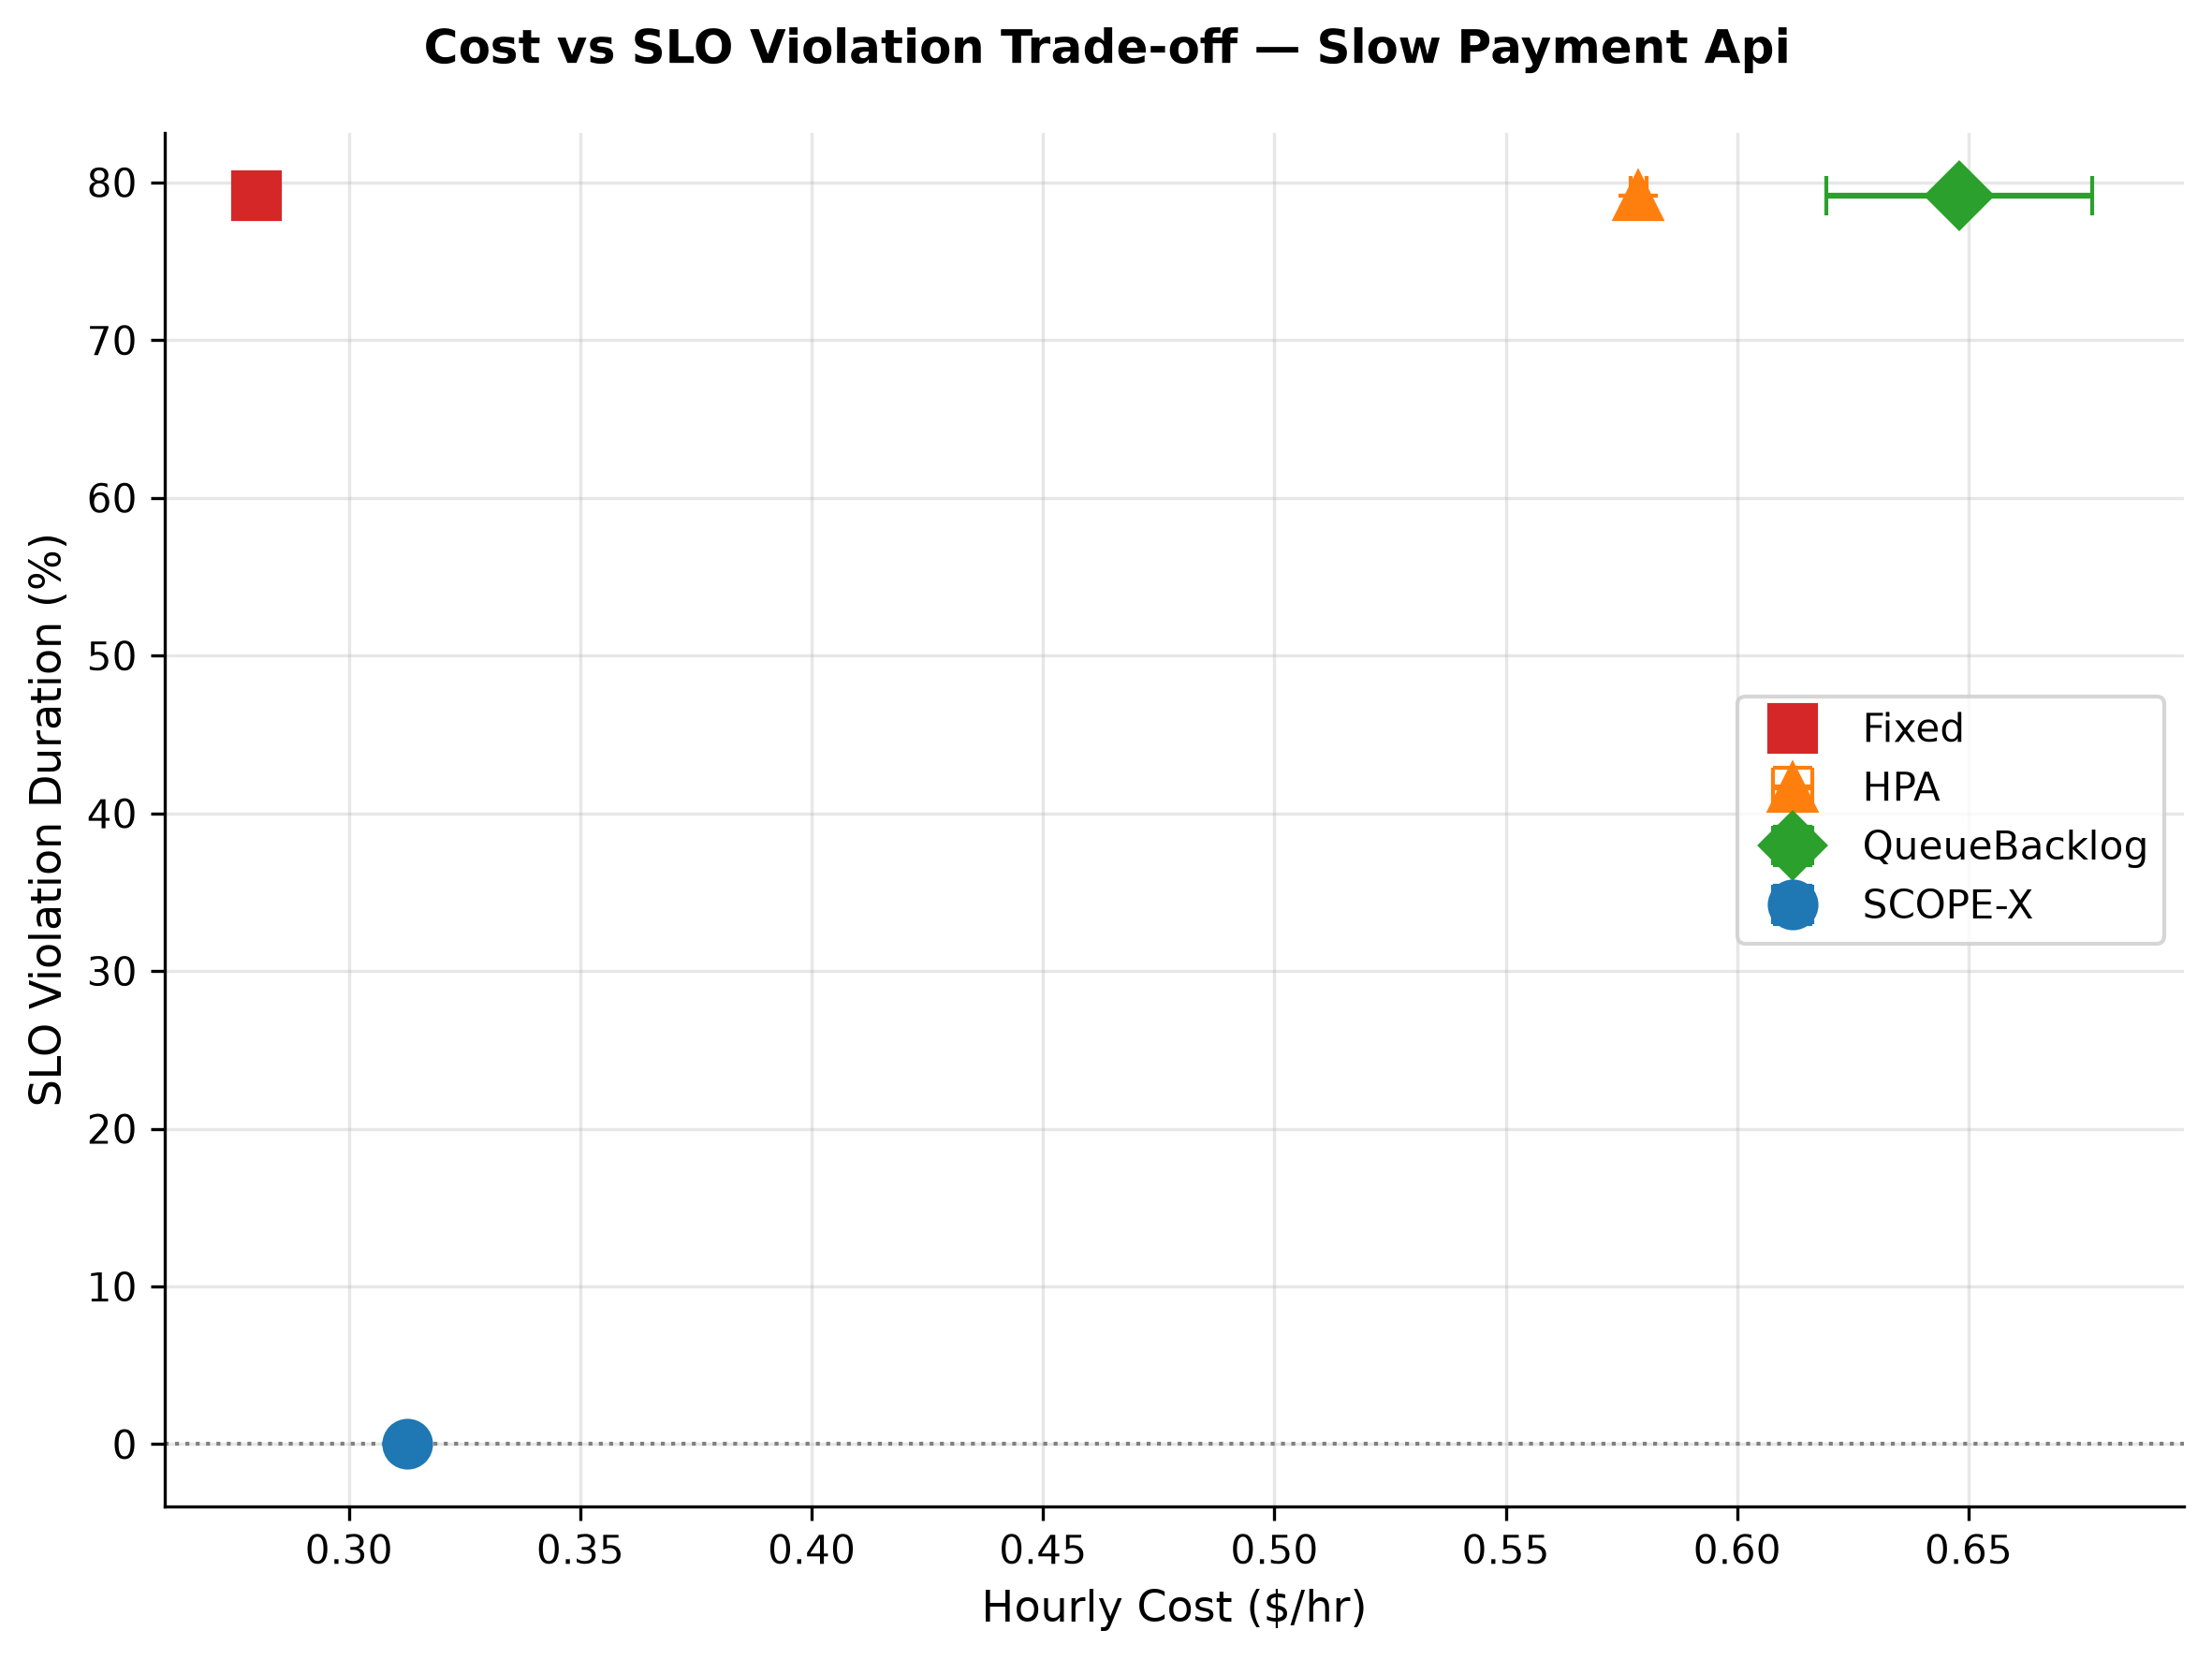 Cost vs SLO Violation Trade-off — Slow Payment Api
SLO Violation Duration (%)
80
70
60
50
40
30
20
10
0
Fixed
HPA
QueueBacklog
SCOPE-X
0.30 0.35 0.40 0.45 0.50 0.55 0.60 0.65
Hourly Cost ($/hr)